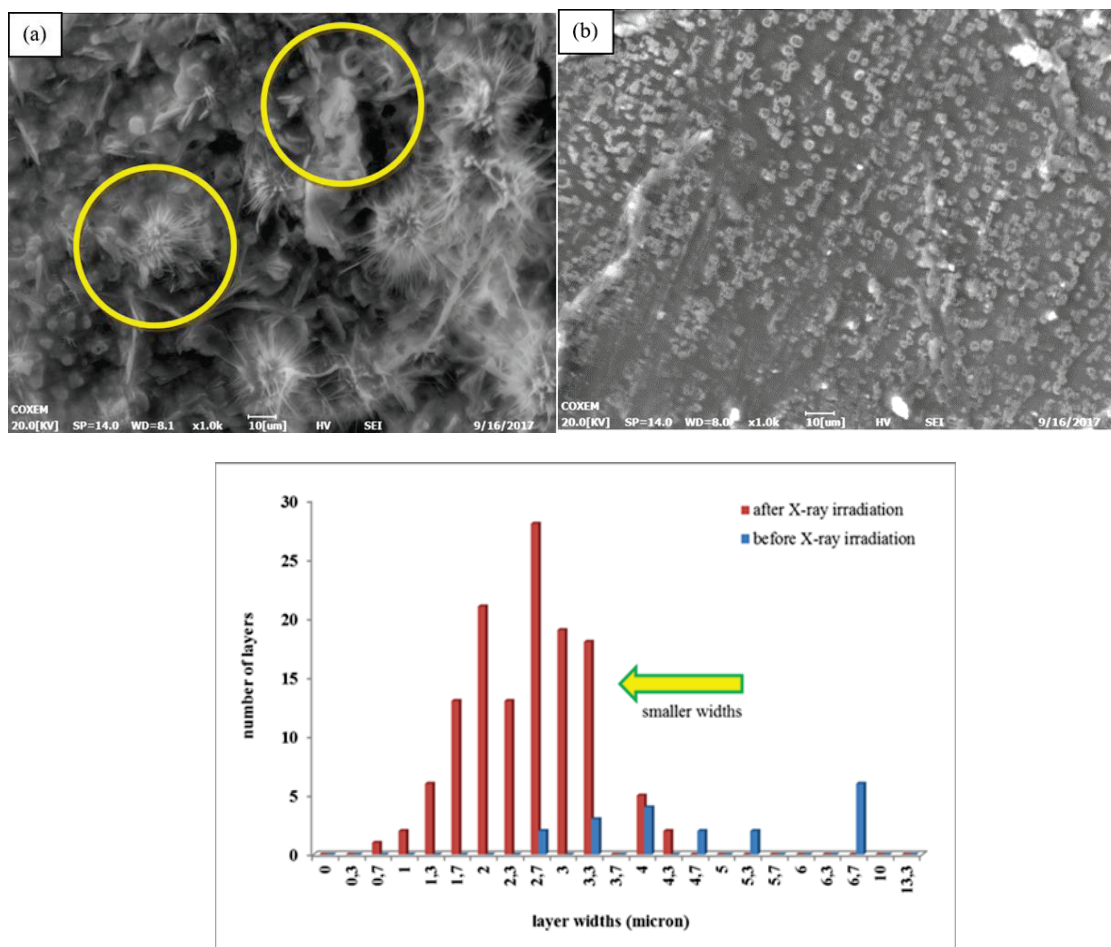 (a)
COXEM
20.0[KV] SP=14.0 WD=8.1 x1.0k 10[um] HV SEI 9/16/2017
(b)
COXEM
20.0[KV] SP=14.0 WD=8.0 x1.0k 10[um] HV SEI 9/16/2017
30
25
20
15
10
5
0
number of layers
after X-ray irradiation
before X-ray irradiation
smaller widths
0 0,3 0,7 1 1,3 1,7 2 2,3 2,7 3 3,3 3,7 4 4,3 4,7 5 5,3 5,7 6 6,3 6,7 10 13,3
layer widths (micron)